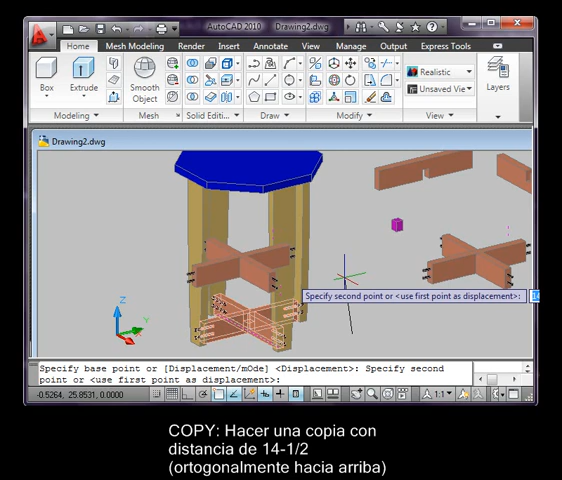 AutoCAD 2010 Drawing2.dwg
Home Mesh Modeling Render Insert Annotate View Manage Output Express Tools
Box Extrude Smooth Object Realistic Unsaved Vie Layers
Modeling Mesh Solid Editi... Draw Modify View
Drawing2.dwg
Z
Y
Specify second point or <use first point as displacement>: 14
Specify base point or [Displacement/mOde] <Displacement>: Specify second
point or <use first point as displacement>:
-0.5264, 25.8531, 0.0000 1:1
COPY: Hacer una copia con
distancia de 14-1/2
(ortogonalmente hacia arriba)